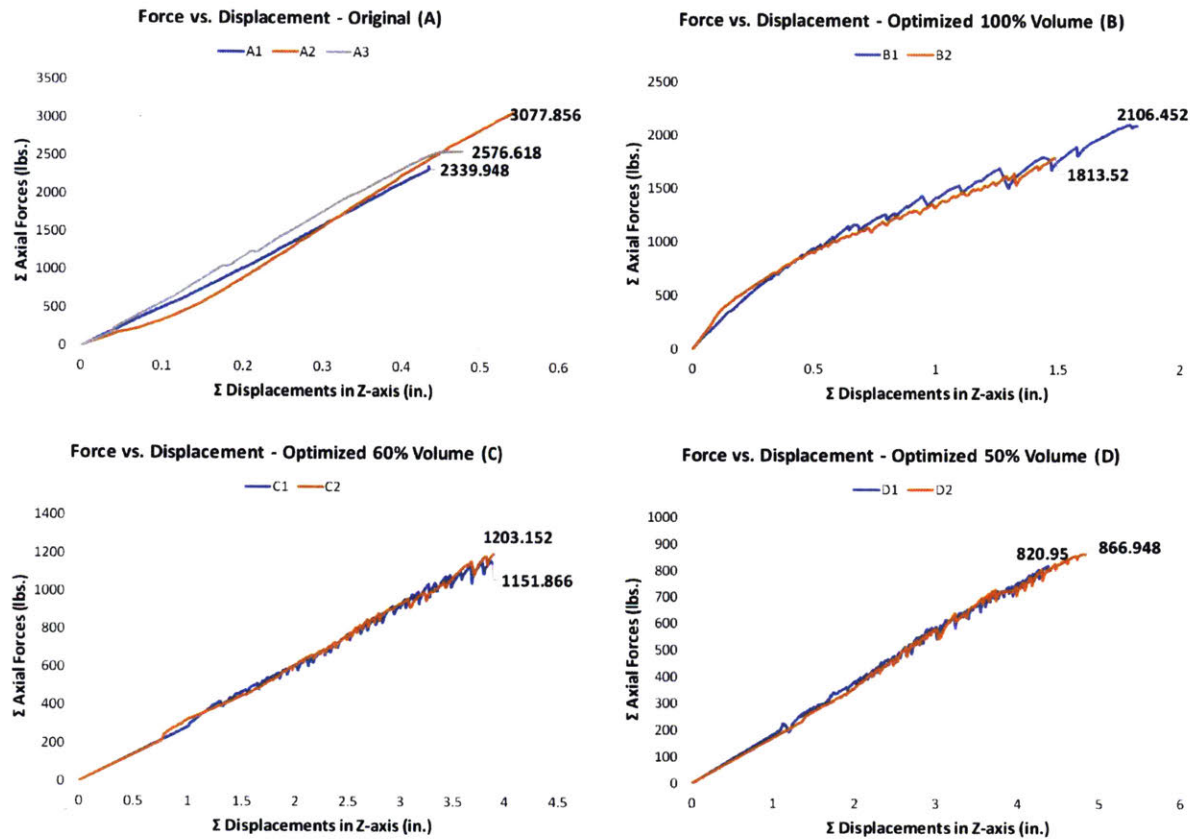 Force vs. Displacement - Original (A)
A1 A2 A3
Σ Axial Forces (lbs.)
3500
3000
2500
2000
1500
1000
500
0
3077.856
2576.618
2339.948
0 0.1 0.2 0.3 0.4 0.5 0.6
Σ Displacements in Z-axis (in.)
Force vs. Displacement - Optimized 100% Volume (B)
B1 B2
Σ Axial Forces (lbs.)
2500
2000
1500
1000
500
0
2106.452
1813.52
0 0.5 1 1.5 2
Σ Displacements in Z-axis (in.)
Force vs. Displacement - Optimized 60% Volume (C)
C1 C2
Σ Axial Forces (lbs.)
1400
1200
1000
800
600
400
200
0
1203.152
1151.866
0 0.5 1 1.5 2 2.5 3 3.5 4 4.5
Σ Displacements in Z-axis (in.)
Force vs. Displacement - Optimized 50% Volume (D)
D1 D2
Σ Axial Forces (lbs.)
1000
900
800
700
600
500
400
300
200
100
0
820.95 866.948
0 1 2 3 4 5 6
Σ Displacements in Z-axis (in.)